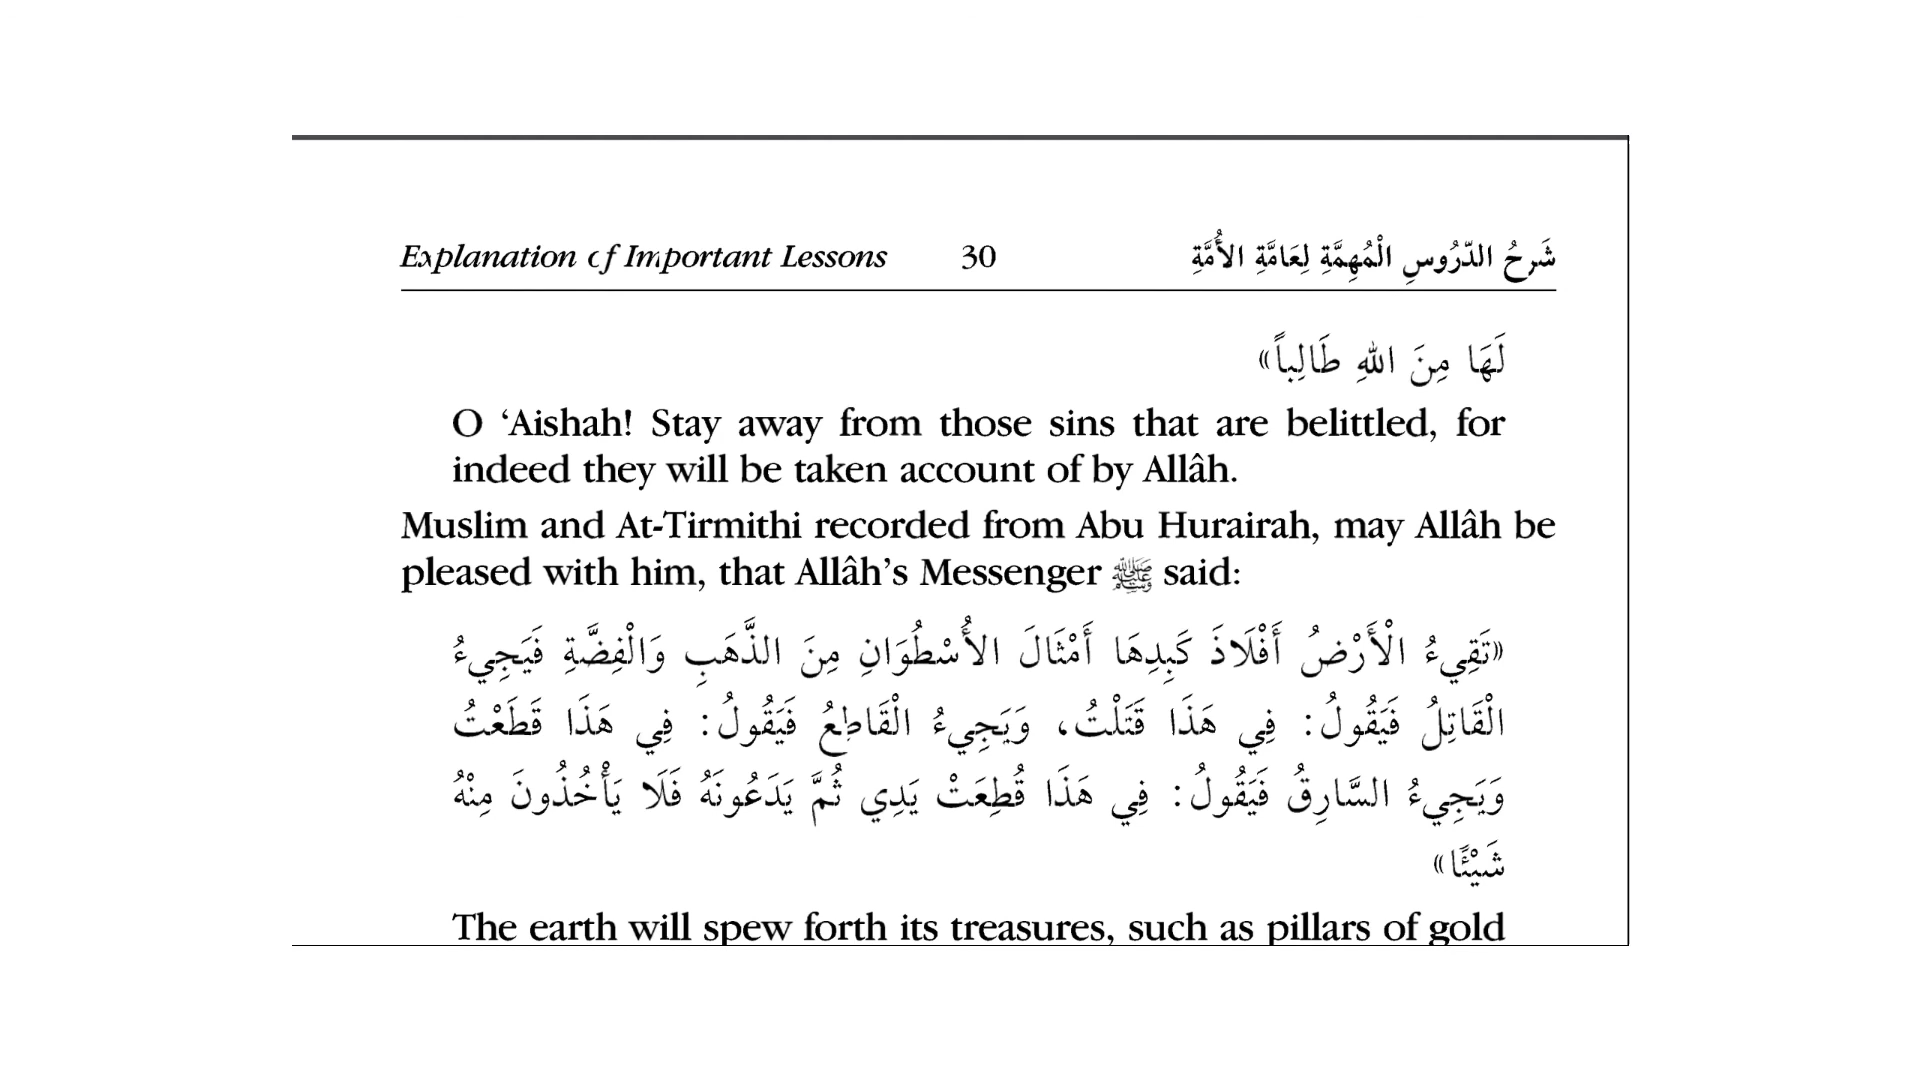 Explanation of Important Lessons 30 شَرحُ الدّرُوسِ الْمُهِمَّةِ لِعَامَّةِ الأُمَّةِ
لَهَا مِنَ اللهِ طَالِباً»
O ‘Aishah! Stay away from those sins that are belittled, for
indeed they will be taken account of by Allâh.
Muslim and At-Tirmithi recorded from Abu Hurairah, may Allâh be
pleased with him, that Allâh’s Messenger ﷺ said:
«تَقِيءُ الْأَرْضُ أَفْلَاذَ كَبِدِهَا أَمْثَالَ الأُسْطُوَانِ مِنَ الذَّهَبِ وَالْفِضَّةِ فَيَجِيءُ
الْقَاتِلُ فَيَقُولُ: فِي هَذَا قَتَلْتُ، وَيَجِيءُ الْقَاطِعُ فَيَقُولُ: فِي هَذَا قَطَعْتُ
وَيَجِيءُ السَّارِقُ فَيَقُولُ: فِي هَذَا قُطِعَتْ يَدِي ثُمَّ يَدَعُونَهُ فَلَا يَأْخُذُونَ مِنْهُ
شَيْئًا»
The earth will spew forth its treasures, such as pillars of gold